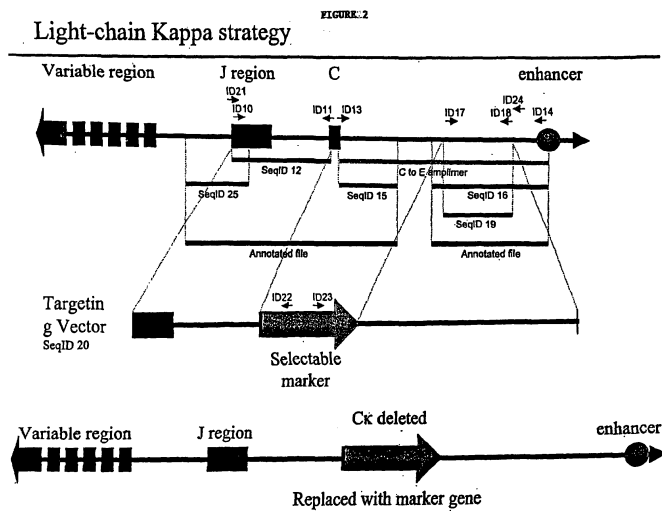 FIGURE 2
Light-chain Kappa strategy
Variable region J region C enhancer
ID21
ID10 ID11 ID13 ID17 ID18 ID24 ID14
C to E amplimer
SeqID 12
SeqID 25 SeqID 15 SeqID 16
SeqID 19
Annotated file Annotated file
Targetin
g Vector
SeqID 20
ID22 ID23
Selectable
marker
Cκ deleted
Variable region J region enhancer
Replaced with marker gene